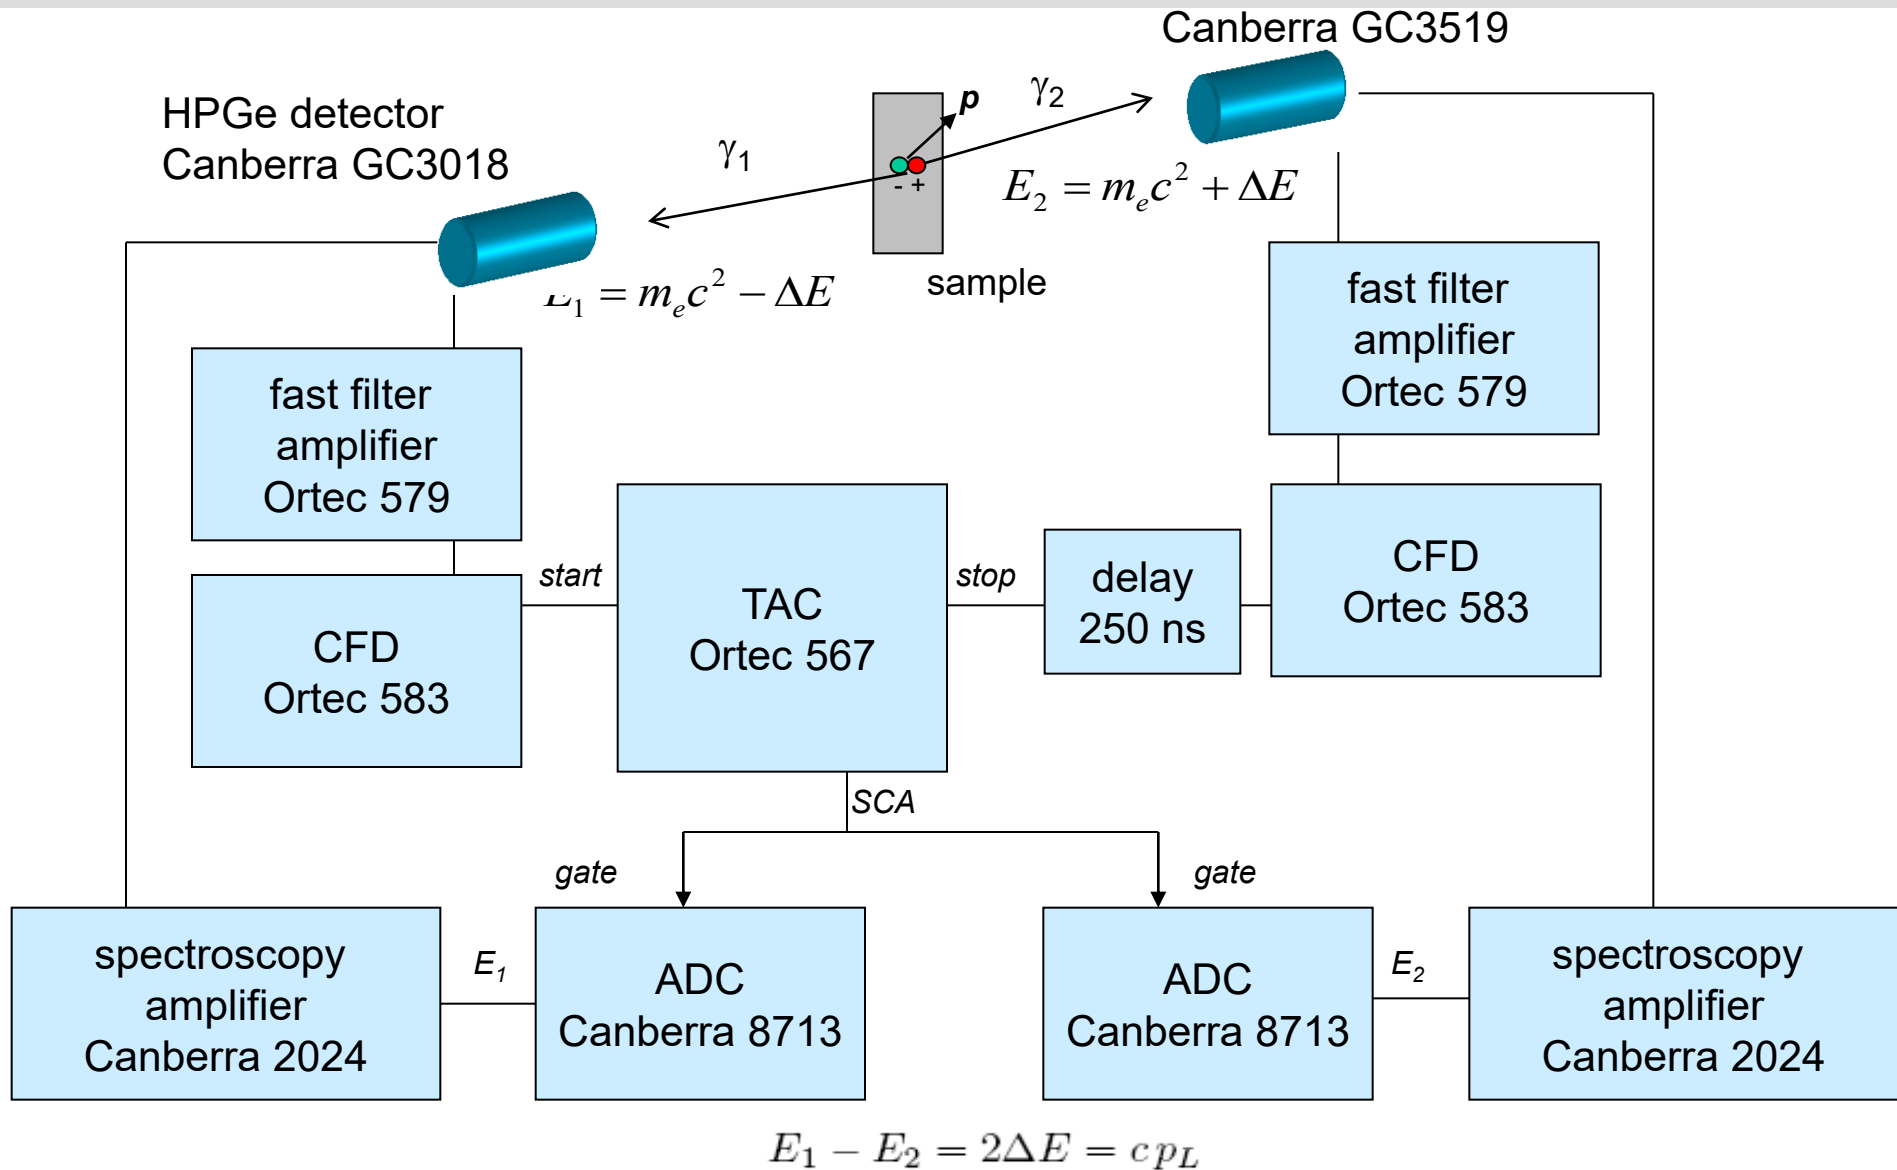 Canberra GC3519
HPGe detector
Canberra GC3018
γ1
p
γ2
- +
E2 = mec² + ΔE
E1 = mec² − ΔE
sample
fast filter
amplifier
Ortec 579
fast filter
amplifier
Ortec 579
CFD
Ortec 583
start
TAC
Ortec 567
stop
delay
250 ns
CFD
Ortec 583
SCA
gate
gate
spectroscopy
amplifier
Canberra 2024
E1
ADC
Canberra 8713
ADC
Canberra 8713
E2
spectroscopy
amplifier
Canberra 2024
E1 − E2 = 2ΔE = c pL